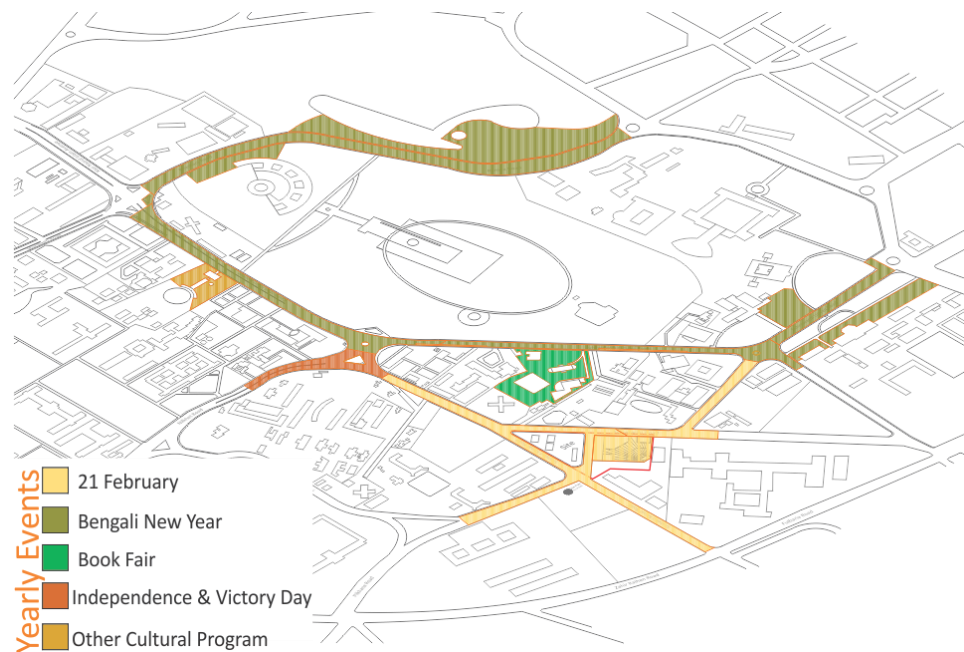 21 February
Bengali New Year
Book Fair
Independence & Victory Day
Other Cultural Program
Yearly Events